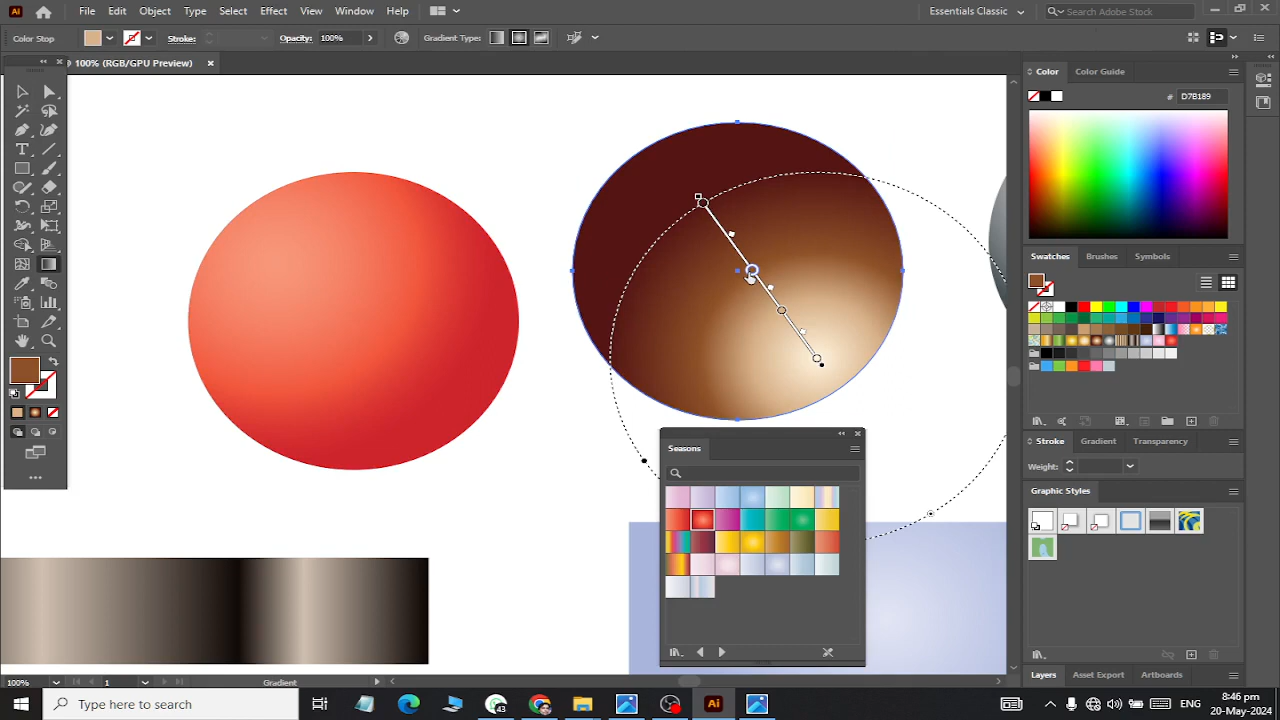 Ai File Edit Object Type Select Effect View Window Help Essentials Classic Search Adobe Stock
Color Stop Stroke: Opacity: 100% Gradient Type:
@ 100% (RGB/GPU Preview)
Color Color Guide
# D7B189
Swatches Brushes Symbols
Stroke Gradient Transparency
Weight:
Graphic Styles
Seasons
Layers Asset Export Artboards
100% 1 Gradient
Type here to search
43
Ai
ENG
8:46 pm
20-May-2024